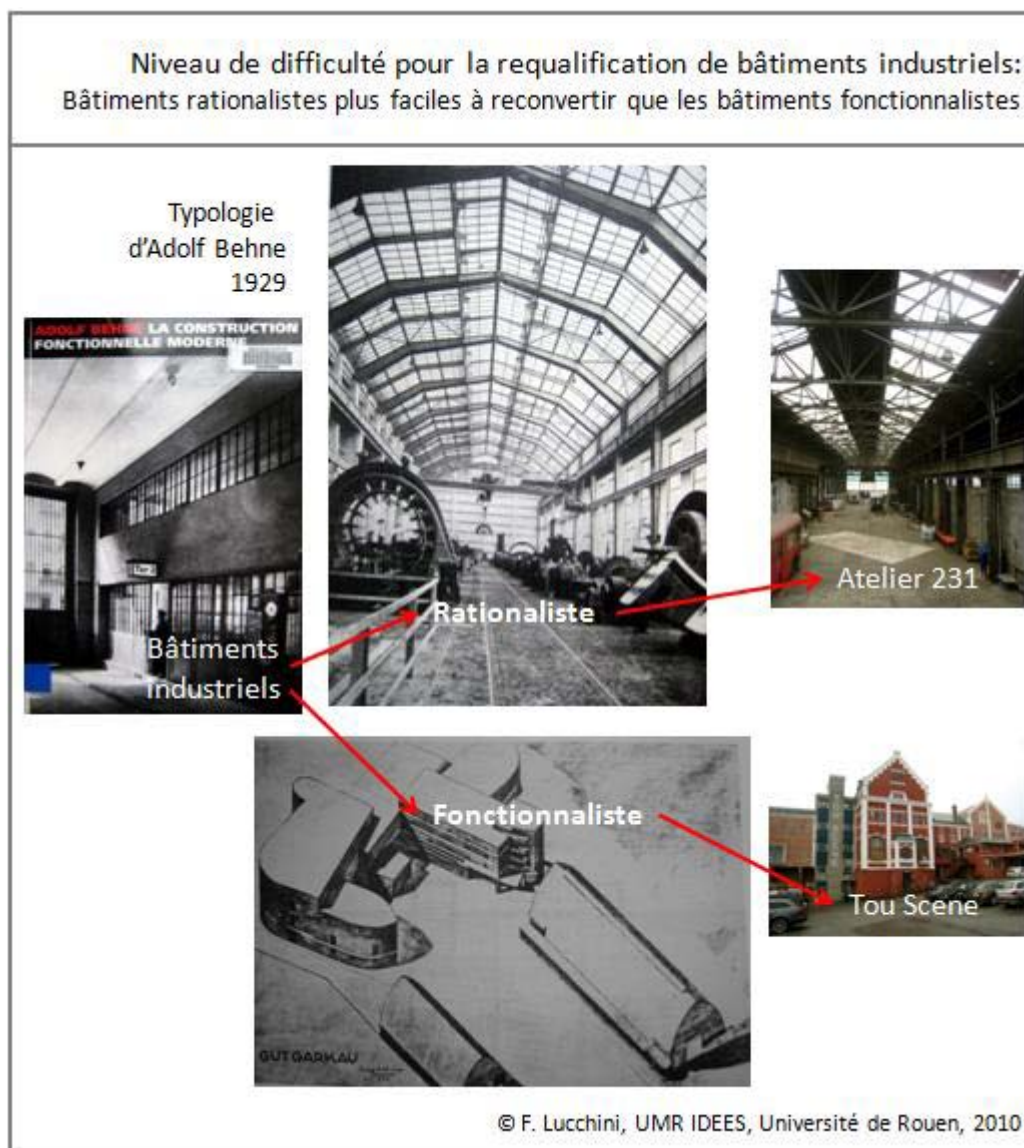 Niveau de difficulté pour la requalification de bâtiments industriels:
Bâtiments rationalistes plus faciles à reconvertir que les bâtiments fonctionnalistes
Typologie
d'Adolf Behne
1929
ADOLF BEHNE LA CONSTRUCTION
FONCTIONNELLE MODERNE
Bâtiments
industriels
Rationaliste
Atelier 231
Fonctionnaliste
Tou Scene
GUT GARKAU
© F. Lucchini, UMR IDEES, Université de Rouen, 2010